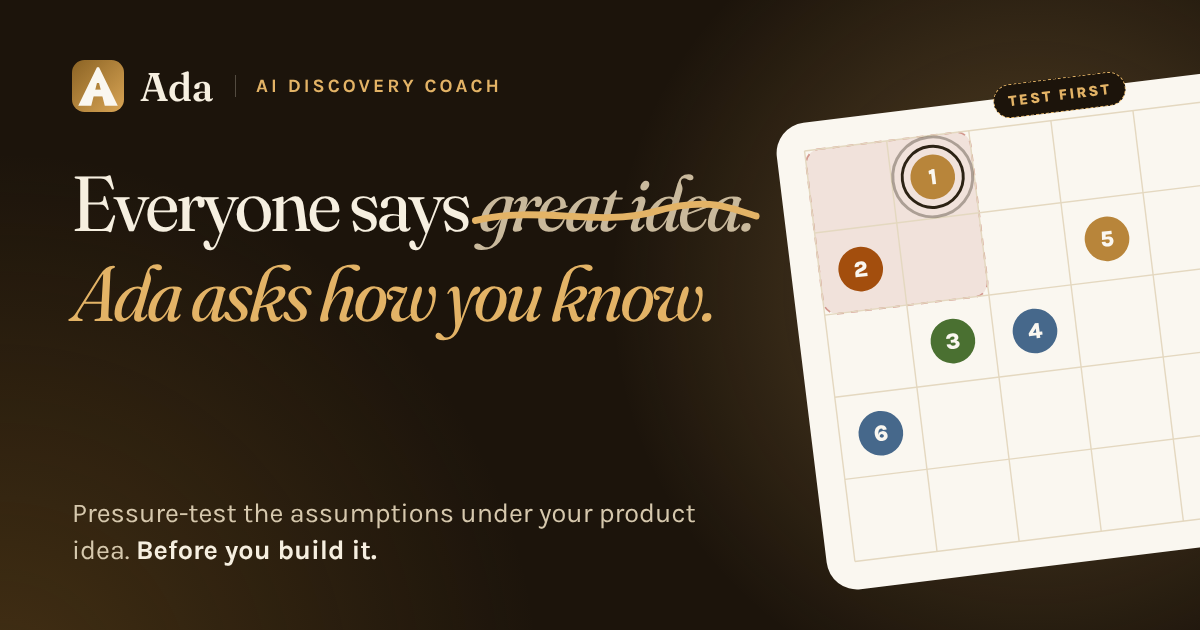 A Ada AI DISCOVERY COACH
Everyone says great idea.
Ada asks how you know.
Pressure-test the assumptions under your product
idea. Before you build it.
TEST FIRST
1
2
5
3
4
6